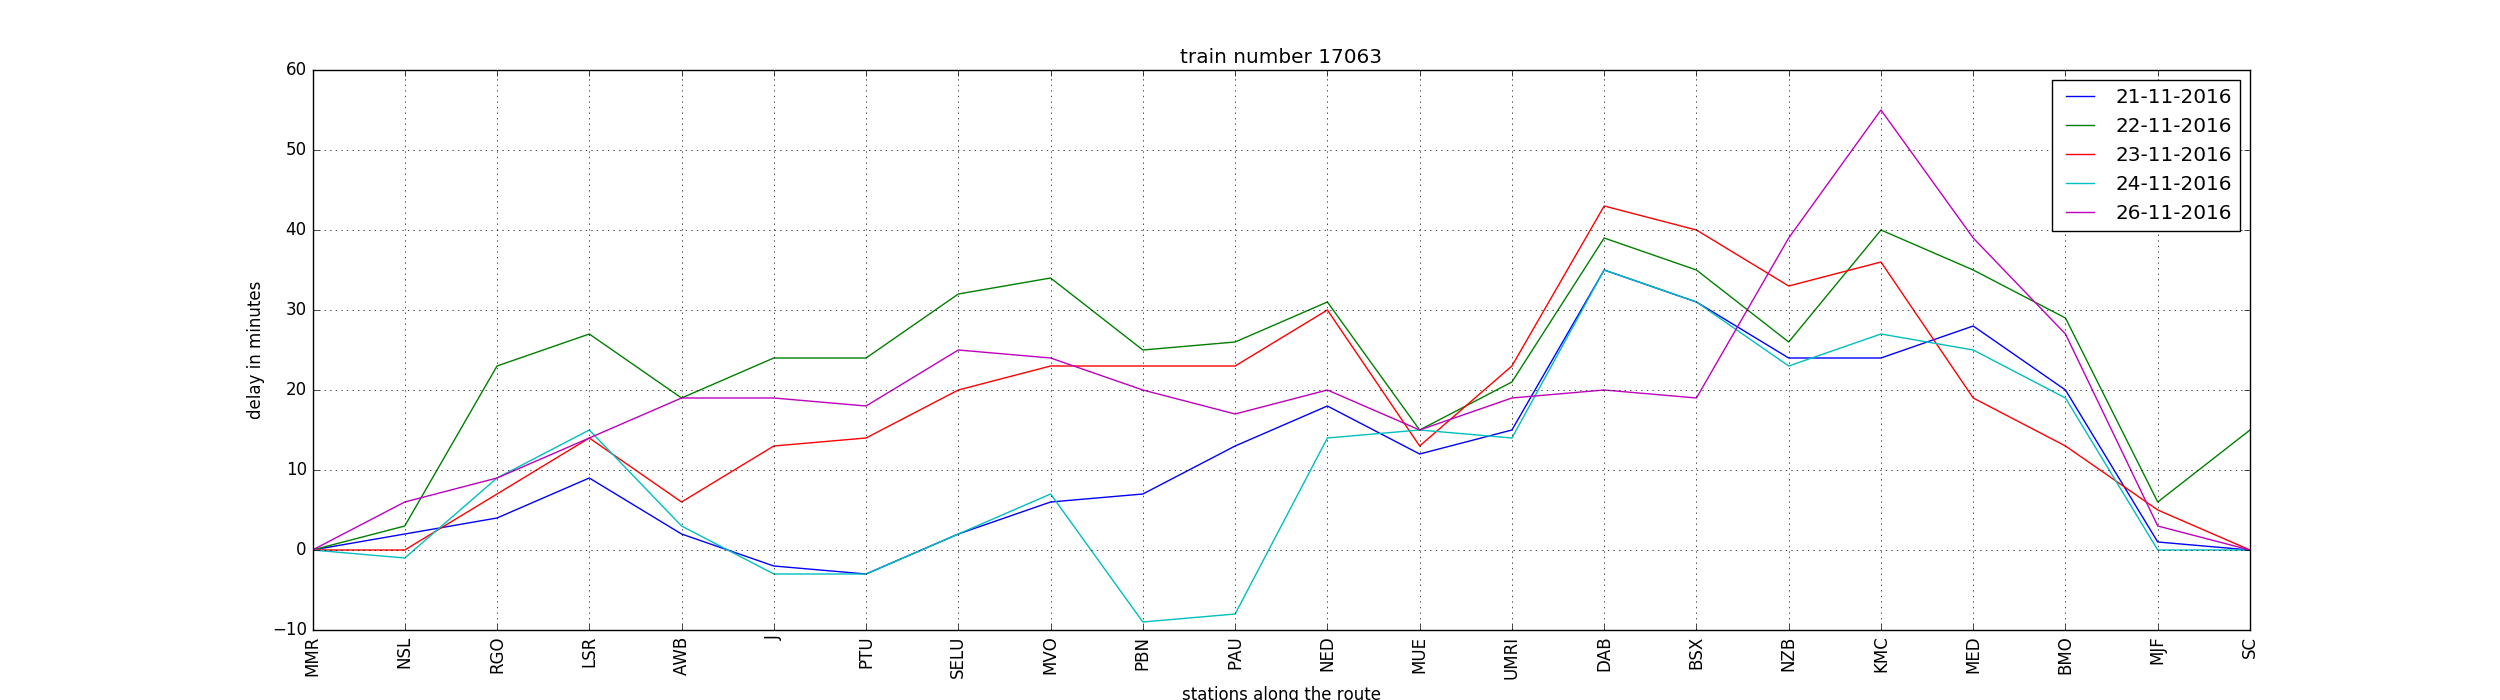 train number 17063
60
50
40
30
20
10
0
−10
delay in minutes
21-11-2016
22-11-2016
23-11-2016
24-11-2016
26-11-2016
MMR
NSL
RGO
LSR
AWB
J
PTU
SELU
MVO
PBN
PAU
NED
MUE
UMRI
DAB
BSX
NZB
KMC
MED
BMO
MJF
SC
stations along the route